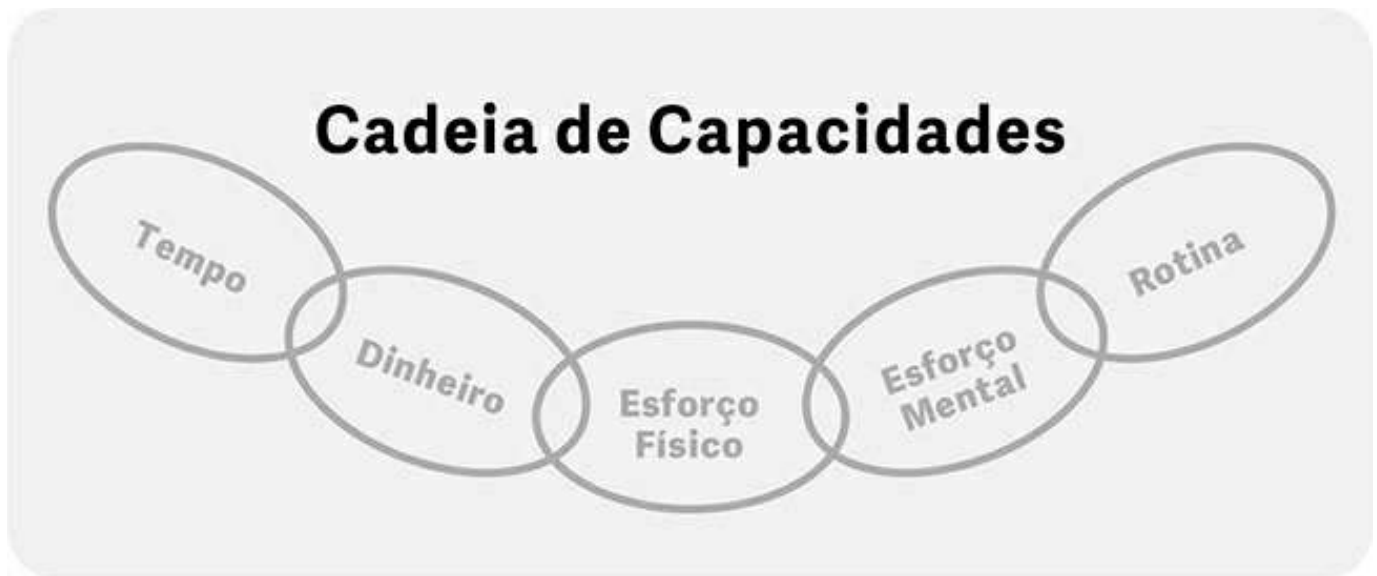 Cadeia de Capacidades
Tempo
Dinheiro
Esforço
Físico
Esforço
Mental
Rotina